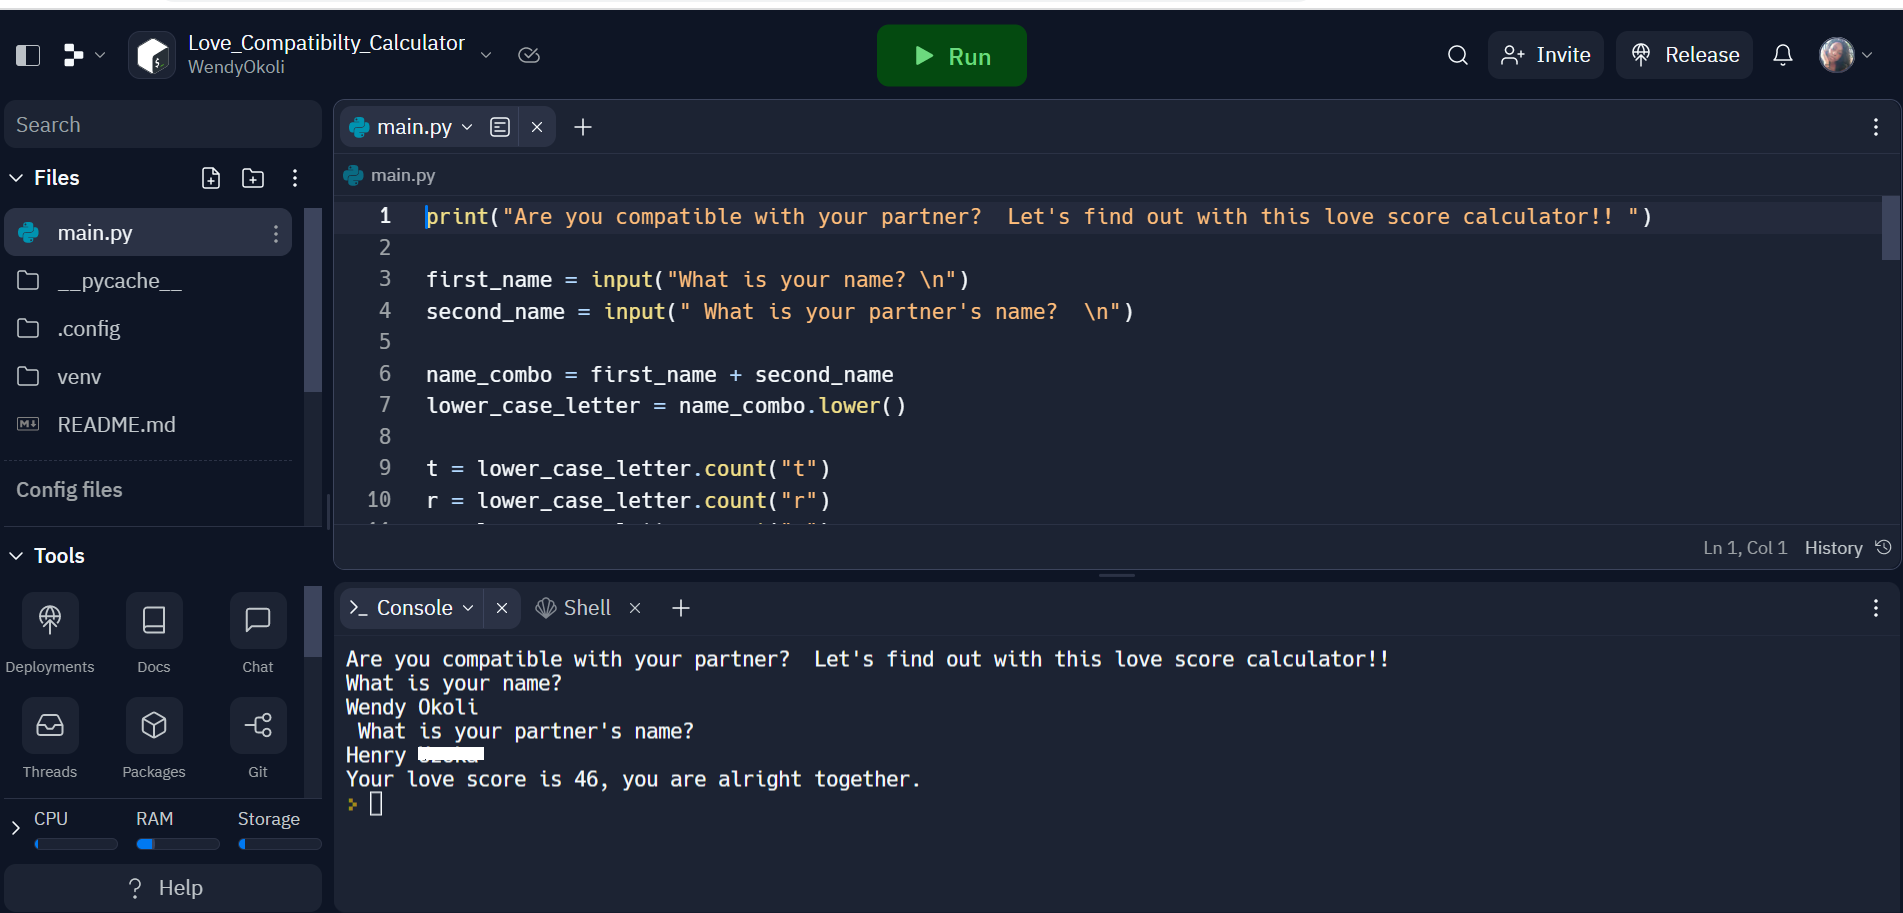 Love_Compatibilty_Calculator
WendyOkoli
Run
Invite
Release
Search
Files
main.py
__pycache__
.config
venv
README.md
Config files
Tools
Deployments
Docs
Chat
Threads
Packages
Git
CPU
RAM
Storage
? Help
main.py
main.py
1 print("Are you compatible with your partner?  Let's find out with this love score calculator!! ")
2
3 first_name = input("What is your name? \n")
4 second_name = input(" What is your partner's name?  \n")
5
6 name_combo = first_name + second_name
7 lower_case_letter = name_combo.lower()
8
9 t = lower_case_letter.count("t")
10 r = lower_case_letter.count("r")
Ln 1, Col 1 History
Console
Shell
Are you compatible with your partner?  Let's find out with this love score calculator!!
What is your name?
Wendy Okoli
 What is your partner's name?
Henry
Your love score is 46, you are alright together.